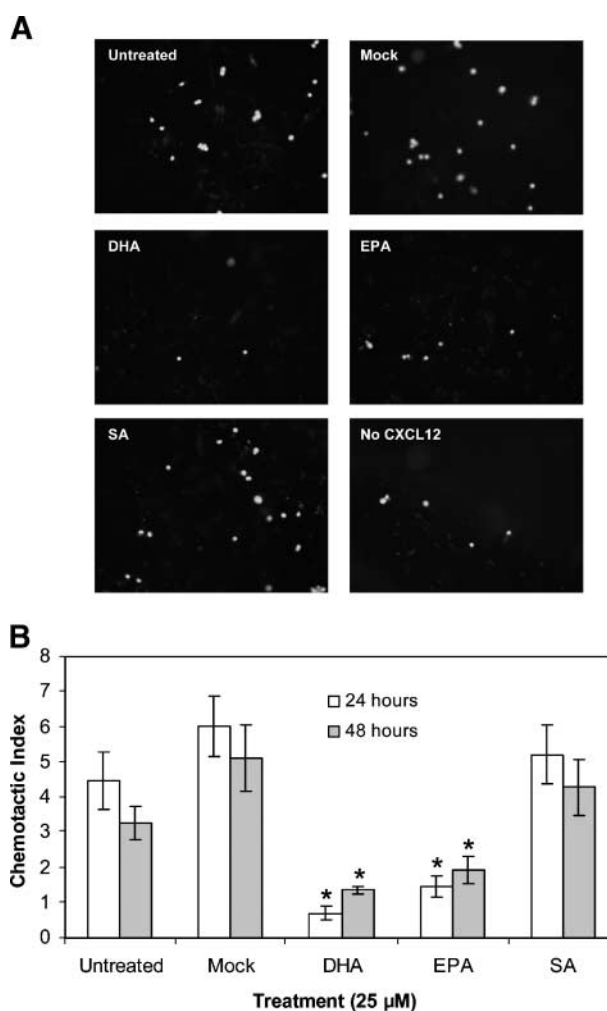 A
Untreated
Mock
DHA
EPA
SA
No CXCL12
B
8
7
6
5
4
3
2
1
0
Chemotactic Index
24 hours
48 hours
* *
* *
Untreated Mock DHA EPA SA
Treatment (25 µM)